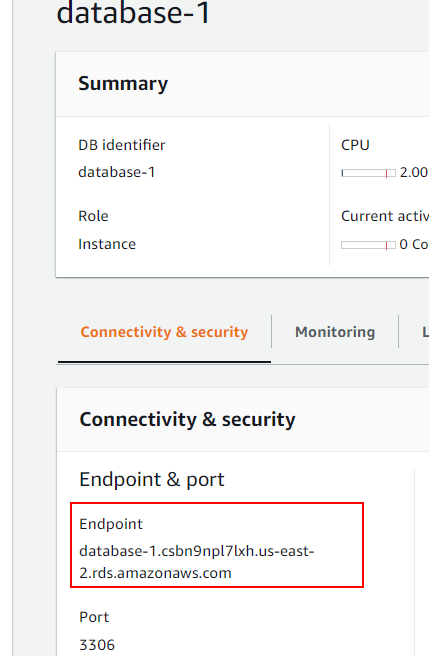 database-1
Summary
DB identifier
database-1
CPU
2.00
Role
Instance
Current activ
0 Co
Connectivity & security
Monitoring
L
Connectivity & security
Endpoint & port
Endpoint
database-1.csbn9npl7lxh.us-east-
2.rds.amazonaws.com
Port
3306